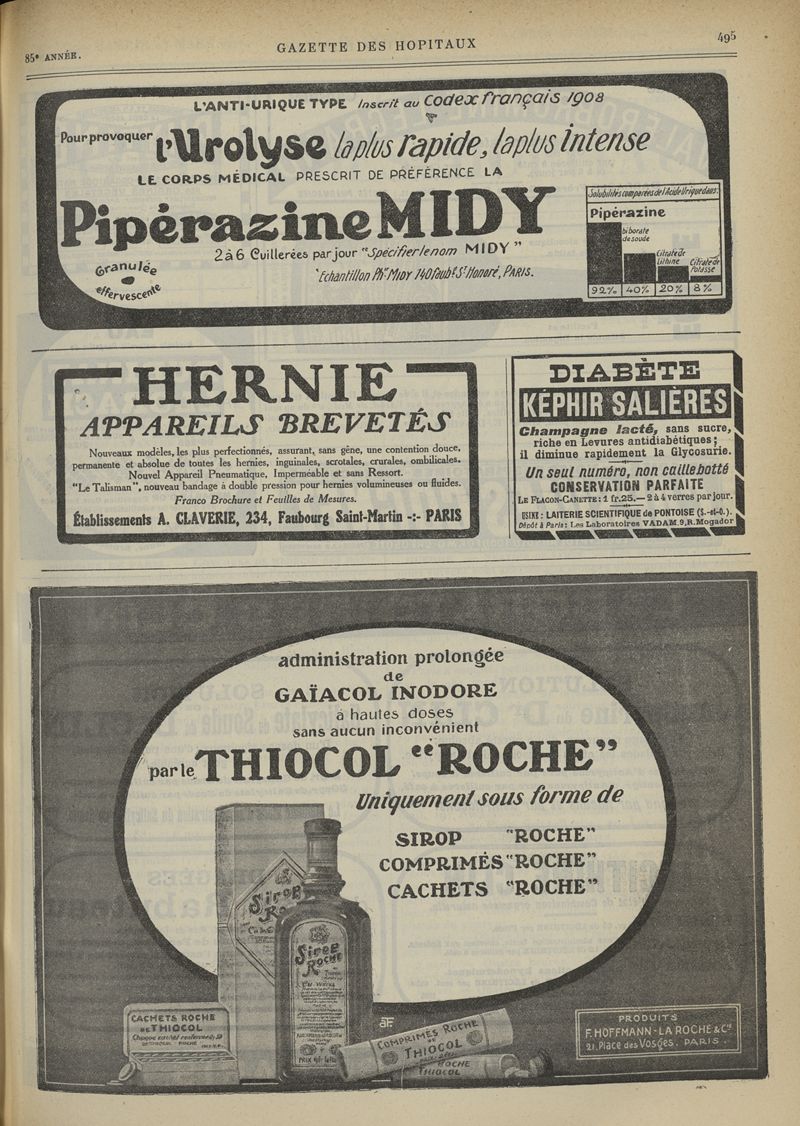 85e ANNÉE.
GAZETTE DES HOPITAUX
495
L'ANTI-URIQUE TYPE Inscrit au Codex français 1908
Pour provoquer l'Urolyse la plus rapide, la plus intense
LE CORPS MÉDICAL PRESCRIT DE PRÉFÉRENCE LA
Pipérazine MIDY
2 à 6 Cuillerées par jour "Spécifier le nom MIDY"
Granulée
effervescente
Echantillon Phie MIDY 140 faubg St Honoré, PARIS.
Solubilités comparées de l'Acide Urique dans:
Pipérazine
biborate
de soude
Citrate de
Lithine
Citrate de
Potasse
92% 40% 20% 8%
HERNIE
APPAREILS BREVETÉS
Nouveaux modèles, les plus perfectionnés, assurant, sans gêne, une contention douce,
permanente et absolue de toutes les hernies, inguinales, scrotales, crurales, ombilicales.
Nouvel Appareil Pneumatique, Imperméable et sans Ressort.
"Le Talisman", nouveau bandage à double pression pour hernies volumineuses ou fluides.
Franco Brochure et Feuilles de Mesures.
Établissements A. CLAVERIE, 234, Faubourg Saint-Martin -:- PARIS
DIABÈTE
KÉPHIR SALIÈRES
Champagne lacté, sans sucre,
riche en Levures antidiabétiques;
il diminue rapidement la Glycosurie.
Un seul numéro, non caillebotté
CONSERVATION PARFAITE
LE FLACON-CANETTE: 1 fr. 25. — 2 à 4 verres par jour.
USINE: LAITERIE SCIENTIFIQUE de PONTOISE (S.-et-O.).
Dépôt à Paris: Les Laboratoires VADAM. 9, R. Mogador
administration prolongée
de
GAÏACOL INODORE
à hautes doses
sans aucun inconvénient
par le THIOCOL "ROCHE"
Uniquement sous forme de
SIROP "ROCHE"
COMPRIMÉS "ROCHE"
CACHETS "ROCHE"
Sirop
Sirop
ROCHE
CACHETS ROCHE
DE THIOCOL
COMPRIMÉS ROCHE
DE
THIOCOL
ROCHE
THIOCOL
PRODUITS
F. HOFFMANN-LA ROCHE & Cie
21, Place des Vosges. PARIS.